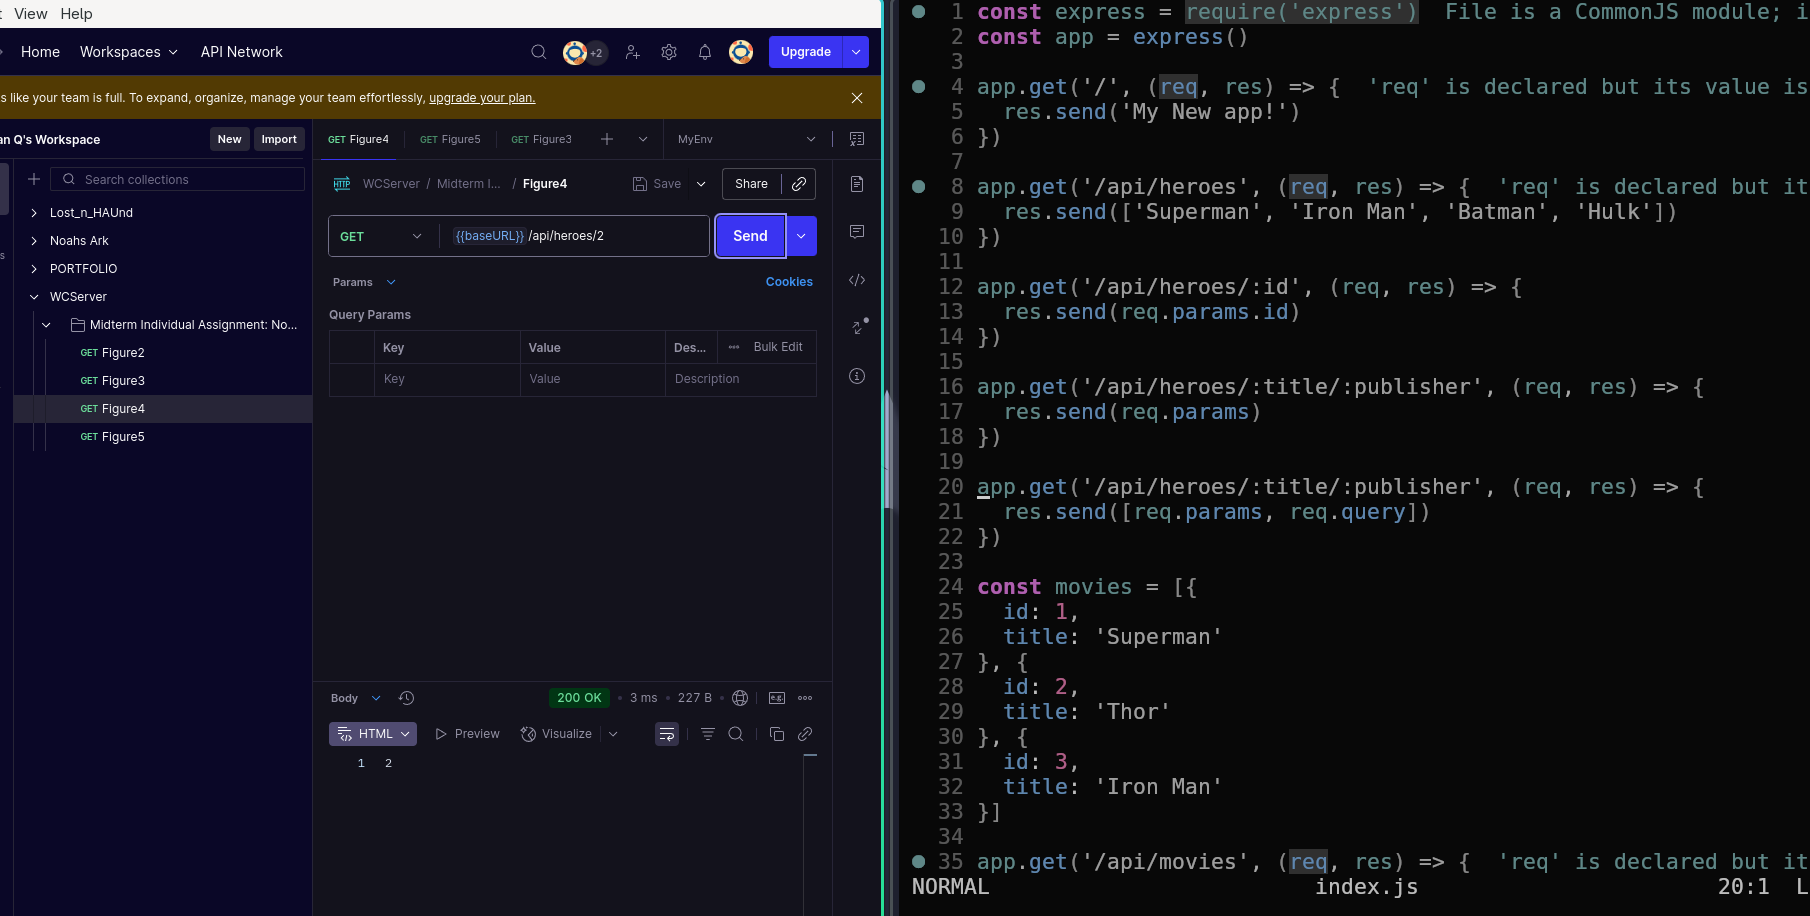 View Help
Home Workspaces API Network +2 Upgrade
s like your team is full. To expand, organize, manage your team effortlessly, upgrade your plan.
an Q's Workspace New Import
Search collections
Lost_n_HAUnd
Noahs Ark
PORTFOLIO
WCServer
Midterm Individual Assignment: No...
GET Figure2
GET Figure3
GET Figure4
GET Figure5
GET Figure4 GET Figure5 GET Figure3 MyEnv
HTTP WCServer / Midterm I... / Figure4 Save Share
GET {{baseURL}}/api/heroes/2 Send
Params Cookies
Query Params
Key Value Des... Bulk Edit
Key Value Description
Body 200 OK • 3 ms • 227 B e.g.
HTML Preview Visualize
1 2
1 const express = require('express') File is a CommonJS module; i
2 const app = express()
3
4 app.get('/', (req, res) => { 'req' is declared but its value is
5 res.send('My New app!')
6 })
7
8 app.get('/api/heroes', (req, res) => { 'req' is declared but it
9 res.send(['Superman', 'Iron Man', 'Batman', 'Hulk'])
10 })
11
12 app.get('/api/heroes/:id', (req, res) => {
13 res.send(req.params.id)
14 })
15
16 app.get('/api/heroes/:title/:publisher', (req, res) => {
17 res.send(req.params)
18 })
19
20 app.get('/api/heroes/:title/:publisher', (req, res) => {
21 res.send([req.params, req.query])
22 })
23
24 const movies = [{
25 id: 1,
26 title: 'Superman'
27 }, {
28 id: 2,
29 title: 'Thor'
30 }, {
31 id: 3,
32 title: 'Iron Man'
33 }]
34
35 app.get('/api/movies', (req, res) => { 'req' is declared but it
NORMAL index.js 20:1 L